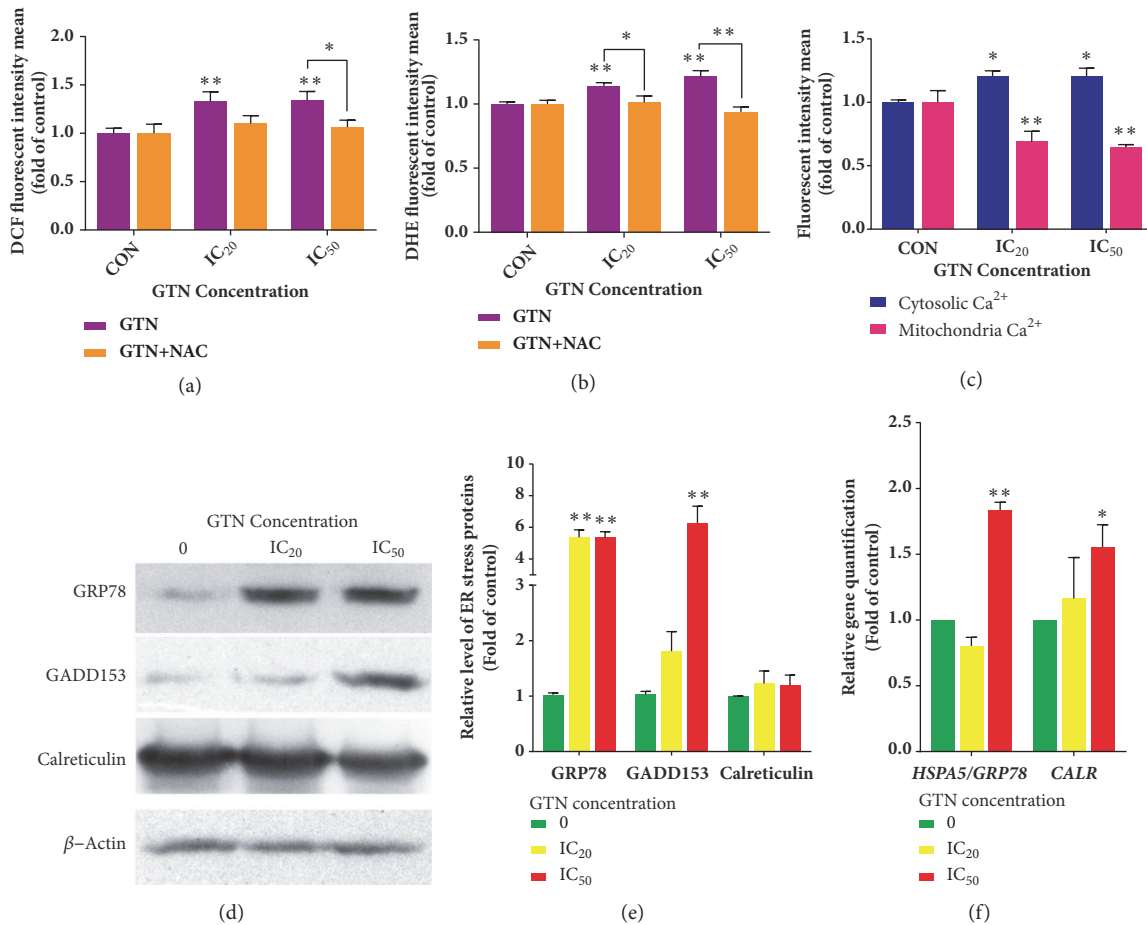 DCF fluorescent intensity mean
(fold of control)
2.0
1.5
1.0
0.5
0.0
**
**
*
CON
IC20
IC50
GTN Concentration
GTN
GTN+NAC
(a)
DHE fluorescent intensity mean
(fold of control)
1.5
1.0
0.5
0.0
**
*
**
**
CON
IC20
IC50
GTN Concentration
GTN
GTN+NAC
(b)
Fluorescent intensity mean
(fold of control)
1.5
1.0
0.5
0.0
*
**
*
**
CON
IC20
IC50
GTN Concentration
Cytosolic Ca2+
Mitochondria Ca2+
(c)
GTN Concentration
0 IC20 IC50
GRP78
GADD153
Calreticulin
β−Actin
(d)
Relative level of ER stress proteins
(Fold of control)
10
8
6
4
2
2
1
0
** **
**
GRP78 GADD153 Calreticulin
GTN concentration
0
IC20
IC50
(e)
Relative gene quantification
(Fold of control)
2.5
2.0
1.5
1.0
0.5
0.0
**
*
HSPA5/GRP78 CALR
GTN concentration
0
IC20
IC50
(f)